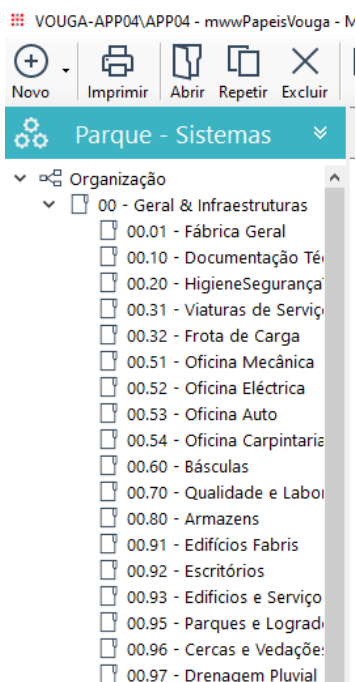 VOUGA-APP04\APP04 - mwwPapeisVouga - M
Novo Imprimir Abrir Repetir Excluir
Parque - Sistemas
Organização
00 - Geral & Infraestruturas
00.01 - Fábrica Geral
00.10 - Documentação Té
00.20 - HigieneSegurança
00.31 - Viaturas de Serviç
00.32 - Frota de Carga
00.51 - Oficina Mecânica
00.52 - Oficina Eléctrica
00.53 - Oficina Auto
00.54 - Oficina Carpintaria
00.60 - Básculas
00.70 - Qualidade e Labor
00.80 - Armazens
00.91 - Edifícios Fabris
00.92 - Escritórios
00.93 - Edificios e Serviço
00.95 - Parques e Lograd
00.96 - Cercas e Vedaçõe
00.97 - Drenagem Pluvial